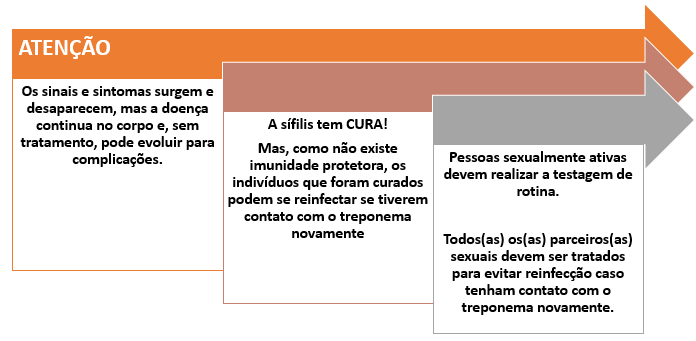 ATENÇÃO
Os sinais e sintomas surgem e
desaparecem, mas a doença
continua no corpo e, sem
tratamento, pode evoluir para
complicações.
A sífilis tem CURA!
Mas, como não existe
imunidade protetora, os
indivíduos que foram curados
podem se reinfectar se tiverem
contato com o treponema
novamente
Pessoas sexualmente ativas
devem realizar a testagem de
rotina.
Todos(as) os(as) parceiros(as)
sexuais devem ser tratados
para evitar reinfecção caso
tenham contato com o
treponema novamente.